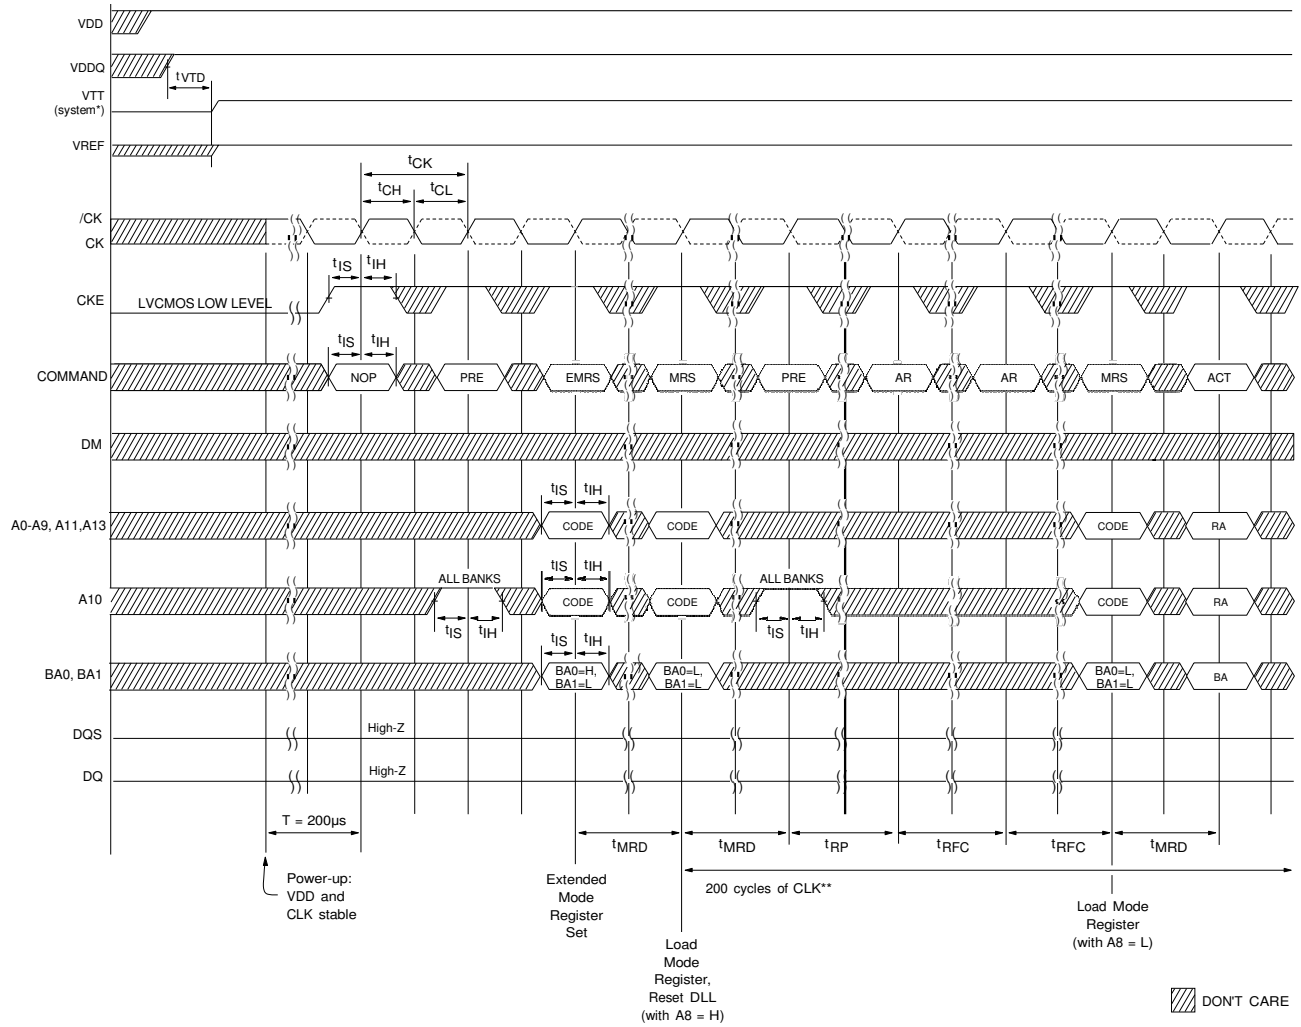 VDD
VDDQ
tVTD
VTT
(system*)
VREF
tCK
tCH
tCL
/CK
CK
tIS
tIH
CKE
LVCMOS LOW LEVEL
tIS
tIH
COMMAND
NOP
PRE
EMRS
MRS
PRE
AR
AR
MRS
ACT
DM
tIS
tIH
A0-A9, A11,A13
CODE
CODE
CODE
RA
ALL BANKS
tIS
tIH
ALL BANKS
A10
CODE
CODE
CODE
RA
tIS
tIH
tIS
tIH
tIS
tIH
BA0, BA1
BA0=H,
BA1=L
BA0=L,
BA1=L
BA0=L,
BA1=L
BA
DQS
High-Z
DQ
High-Z
T = 200µs
tMRD
tMRD
tRP
tRFC
tRFC
tMRD
Power-up:
VDD and
CLK stable
Extended
Mode
Register
Set
200 cycles of CLK**
Load Mode
Register
(with A8 = L)
Load
Mode
Register,
Reset DLL
(with A8 = H)
DON'T CARE